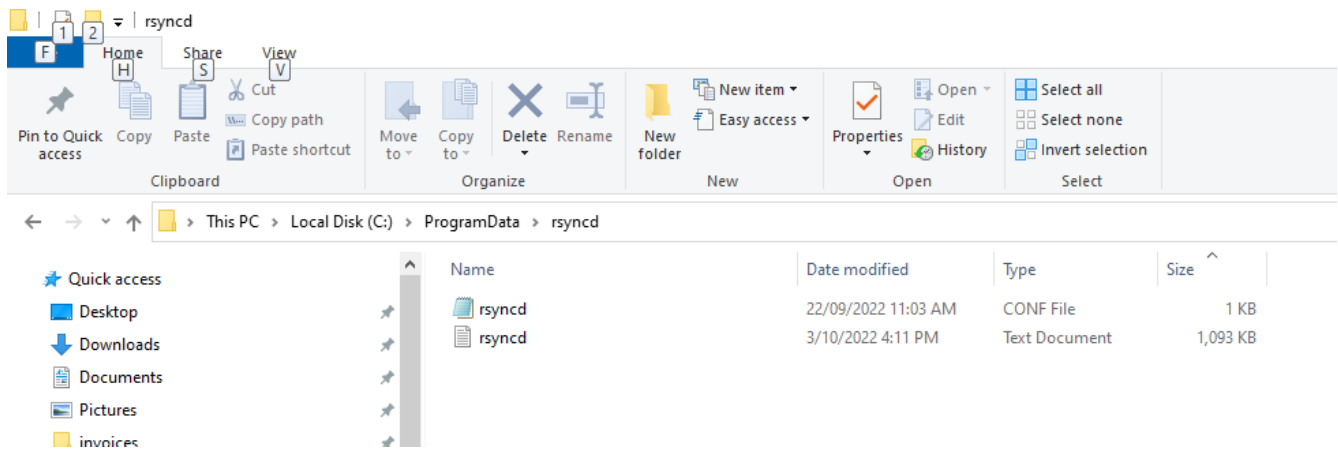 rsyncd
1 2
F Home Share View
H S V
Pin to Quick access
Copy
Paste
Cut
Copy path
Paste shortcut
Move to
Copy to
Delete
Rename
New folder
New item
Easy access
Properties
Open
Edit
History
Select all
Select none
Invert selection
Clipboard Organize New Open Select
This PC > Local Disk (C:) > ProgramData > rsyncd
Quick access
Desktop
Downloads
Documents
Pictures
invoices
Name Date modified Type Size
rsyncd 22/09/2022 11:03 AM CONF File 1 KB
rsyncd 3/10/2022 4:11 PM Text Document 1,093 KB